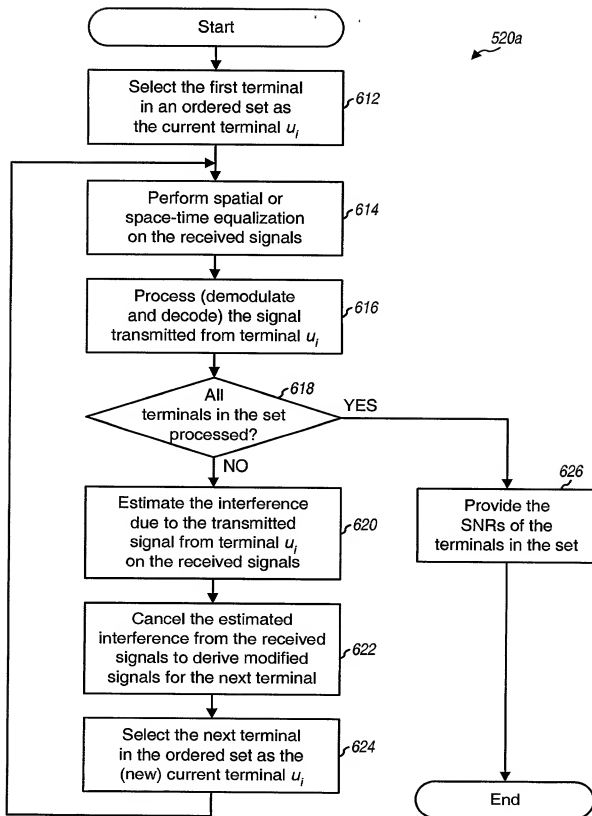 Start
520a
Select the first terminal
in an ordered set as
the current terminal u_i
612
Perform spatial or
space-time equalization
on the received signals
614
Process (demodulate
and decode) the signal
transmitted from terminal u_i
616
All
terminals in the set
processed?
618
YES
NO
Estimate the interference
due to the transmitted
signal from terminal u_i
on the received signals
620
626
Provide the
SNRs of the
terminals in the set
Cancel the estimated
interference from the received
signals to derive modified
signals for the next terminal
622
Select the next terminal
in the ordered set as the
(new) current terminal u_i
624
End